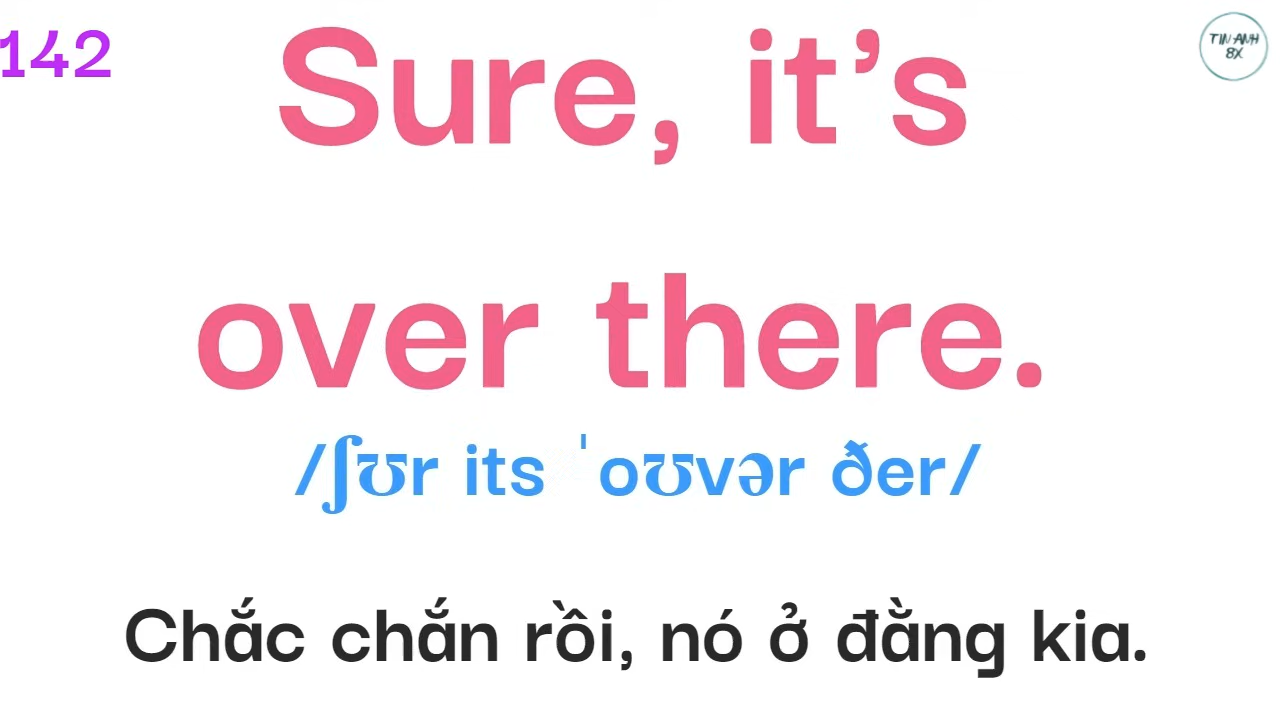 142
TIN ANH
8X
Sure, it’s
over there.
/ʃʊr its ˈoʊvər ðer/
Chắc chắn rồi, nó ở đằng kia.